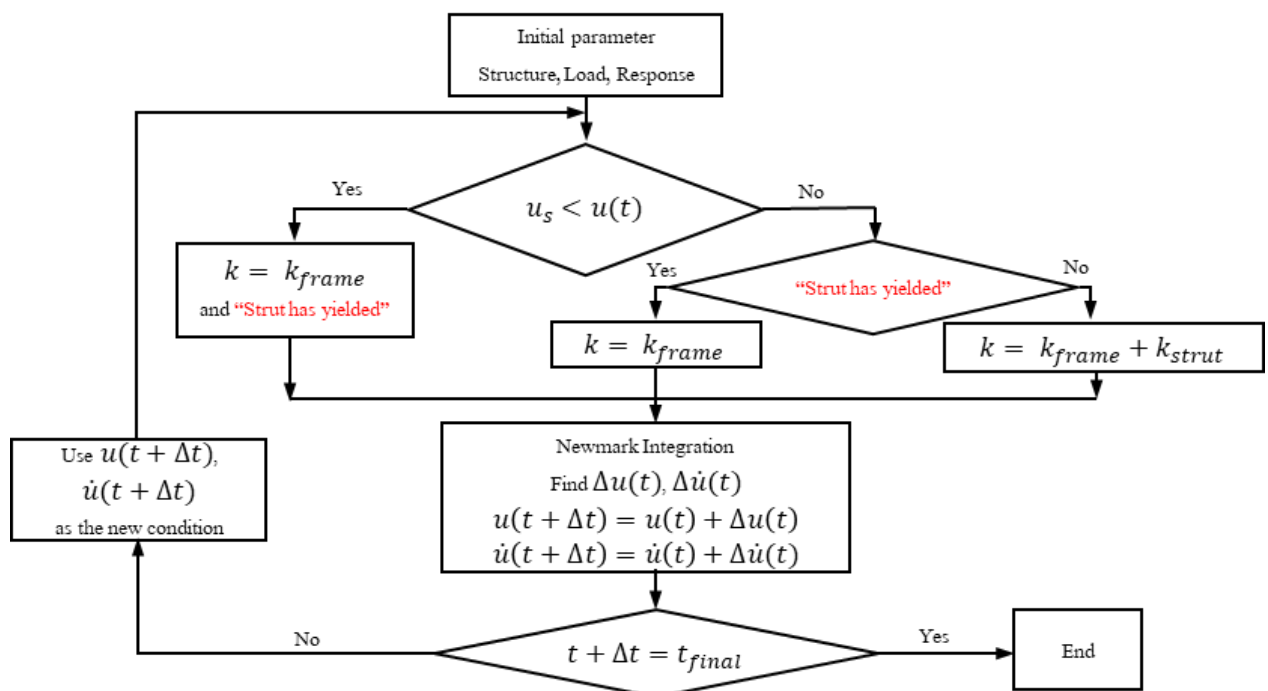 Initial parameter
Structure, Load, Response
Yes
No
u_s < u(t)
k = k_frame
and “Strut has yielded”
Yes
No
“Strut has yielded”
k = k_frame
k = k_frame + k_strut
Use u(t + Δt),
u̇(t + Δt)
as the new condition
Newmark Integration
Find Δu(t), Δu̇(t)
u(t + Δt) = u(t) + Δu(t)
u̇(t + Δt) = u̇(t) + Δu̇(t)
No
Yes
t + Δt = t_final
End